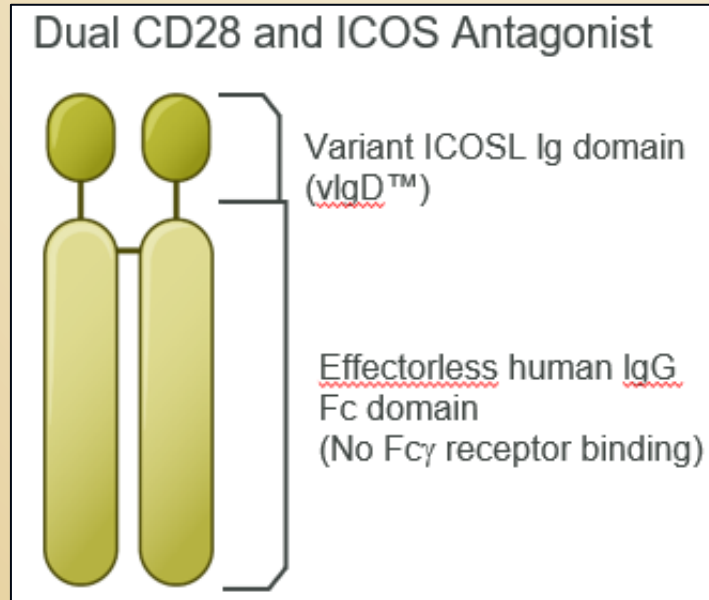 Dual CD28 and ICOS Antagonist
Variant ICOSL Ig domain
(vIgD™)
Effectorless human IgG
Fc domain
(No Fcγ receptor binding)